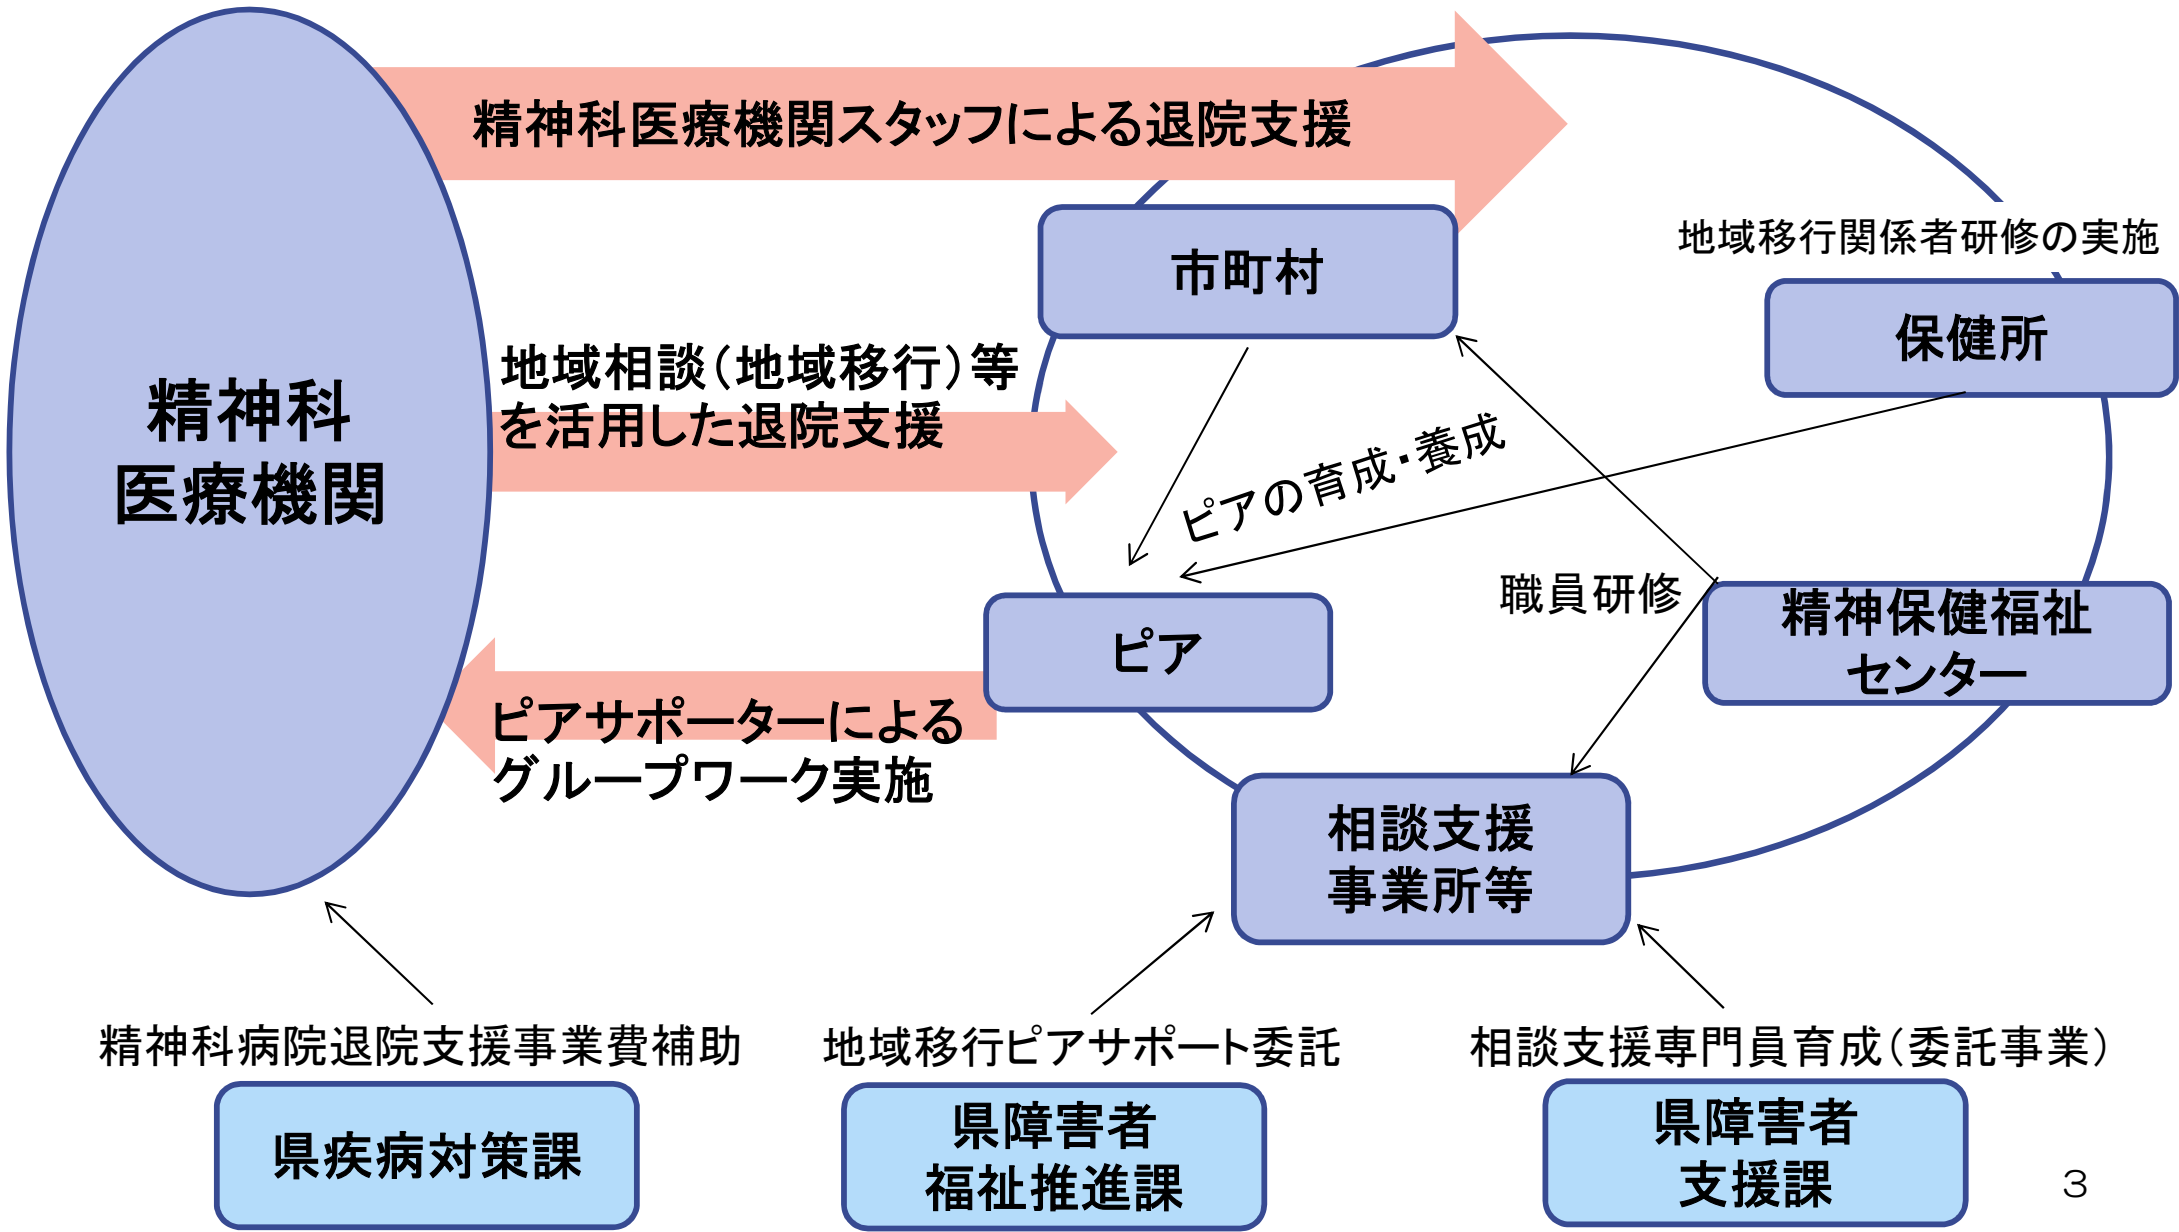 精神科医療機関スタッフによる退院支援
市町村
地域移行関係者研修の実施
保健所
精神科
医療機関
地域相談（地域移行）等
を活用した退院支援
ピアの育成・養成
職員研修
精神保健福祉
センター
ピア
ピアサポーターによる
グループワーク実施
相談支援
事業所等
精神科病院退院支援事業費補助
地域移行ピアサポート委託
相談支援専門員育成（委託事業）
県疾病対策課
県障害者
福祉推進課
県障害者
支援課
３